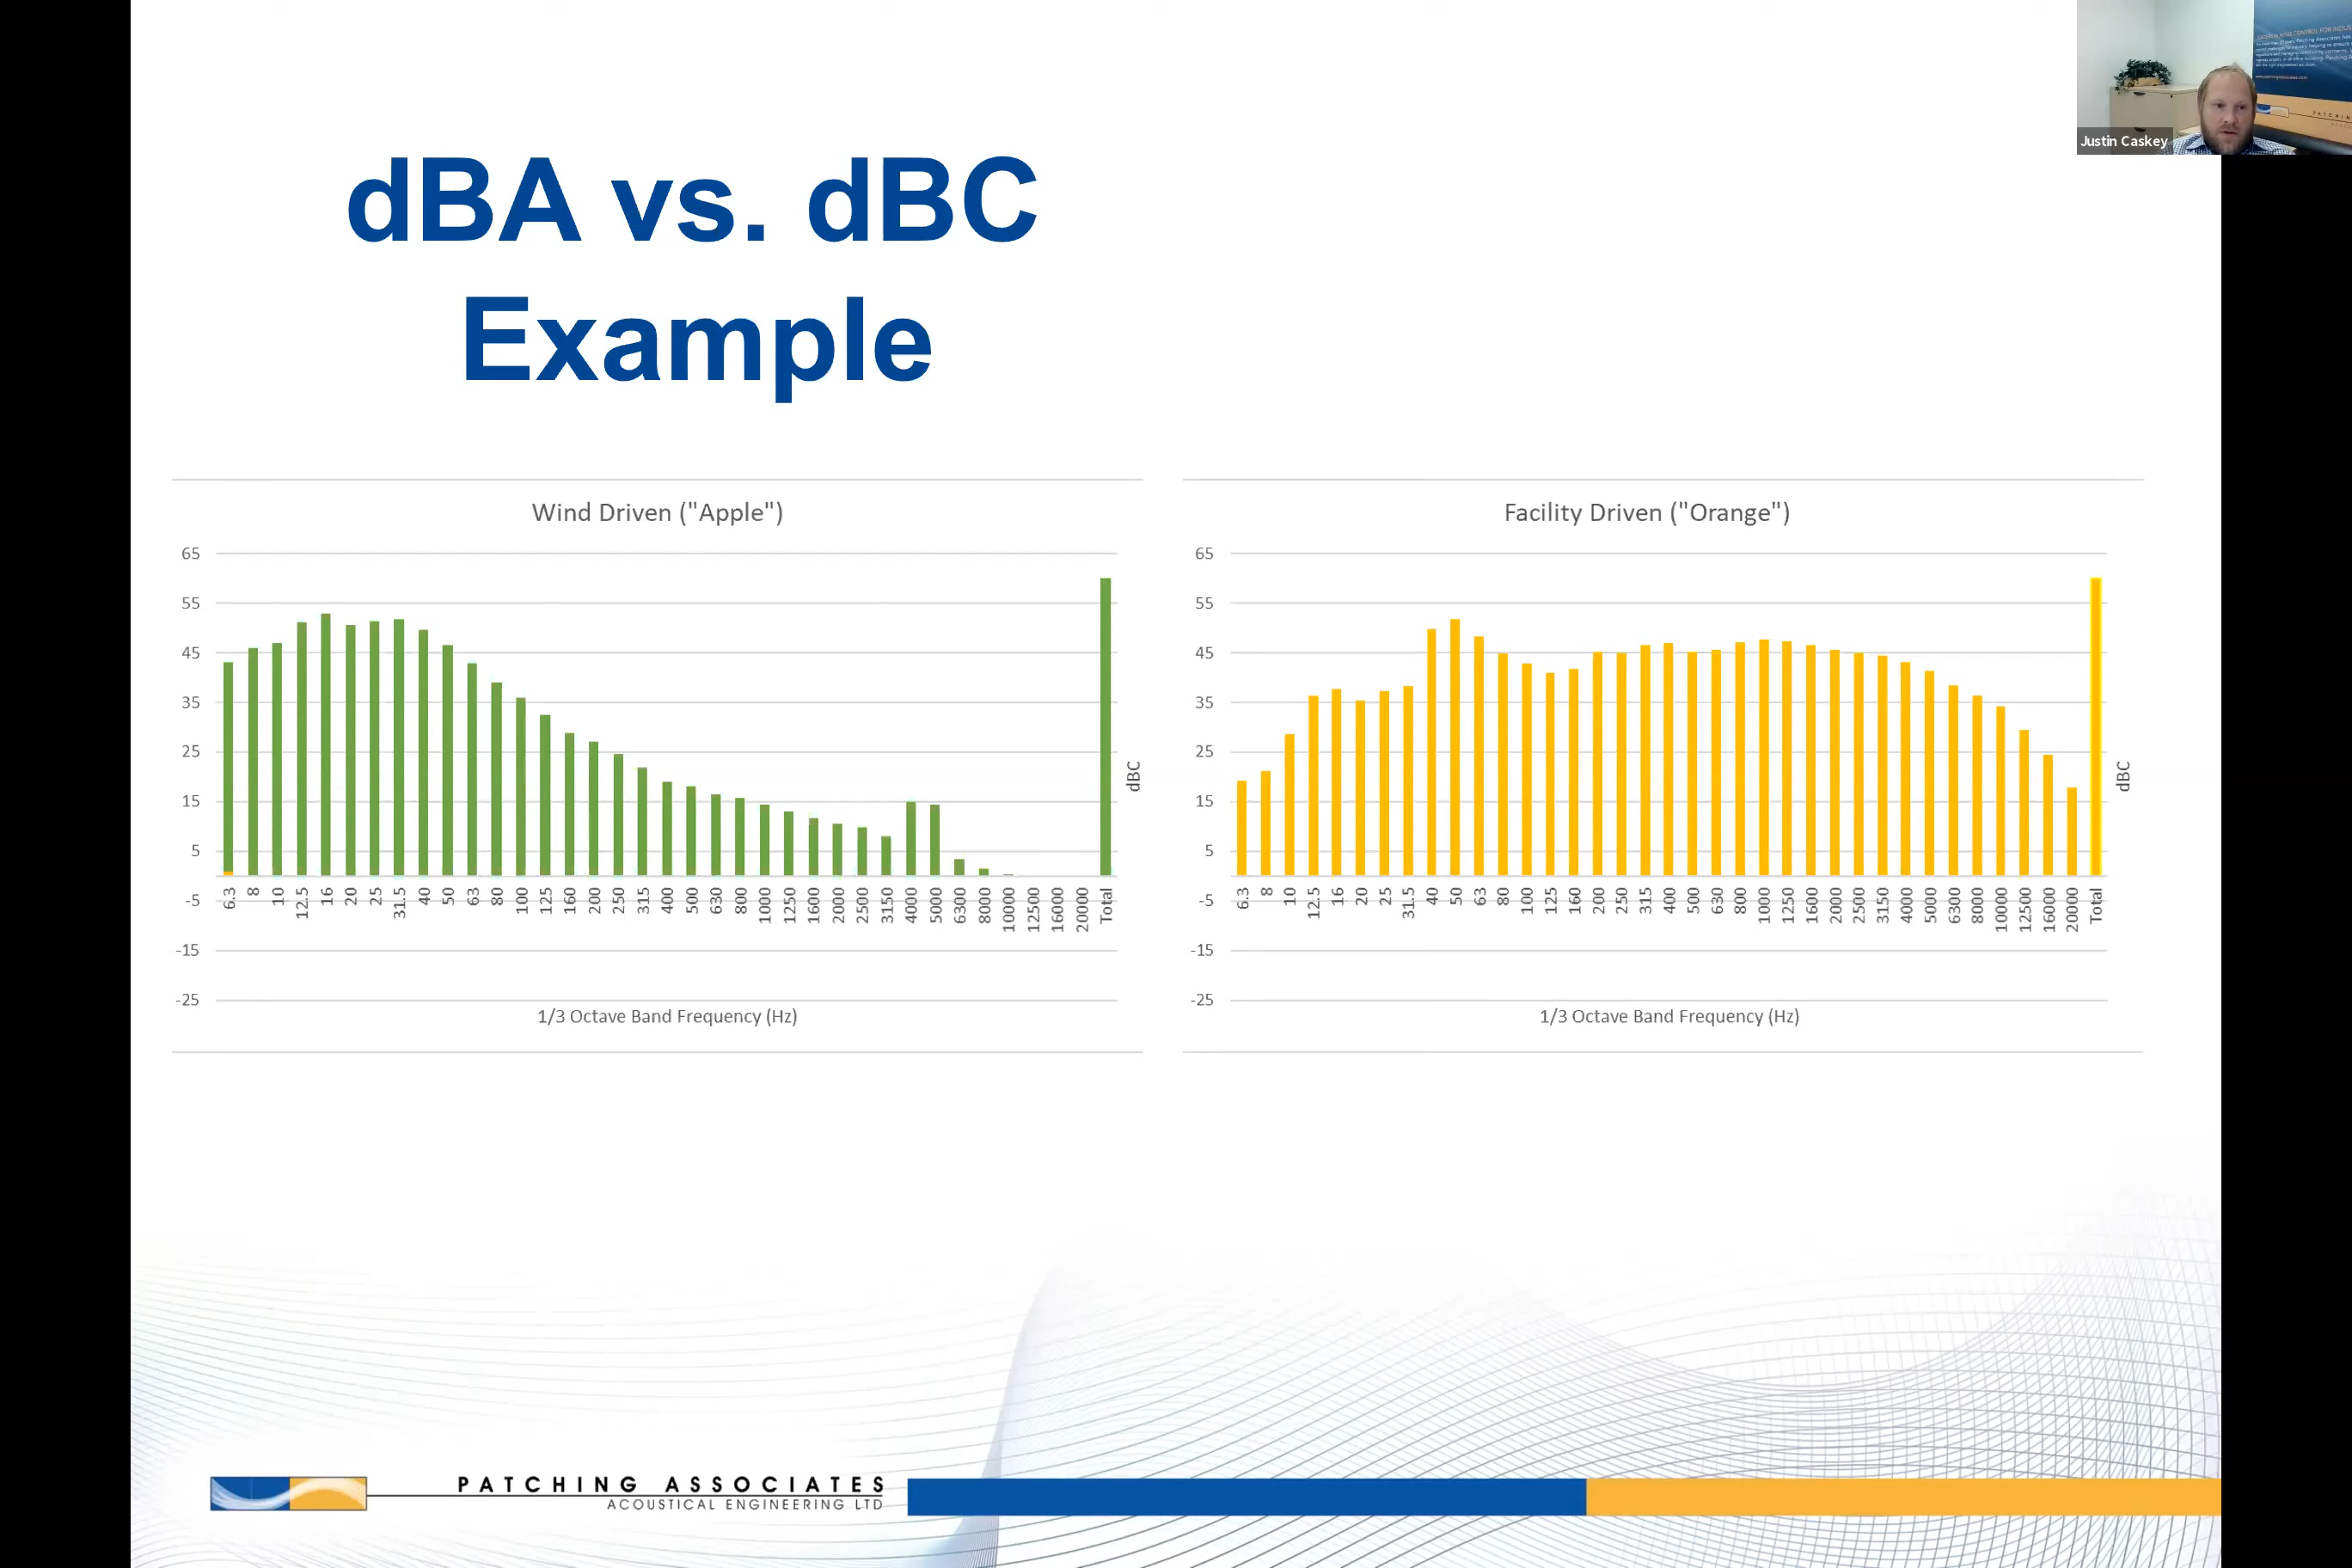 Justin Caskey
dBA vs. dBC
Example
Wind Driven ("Apple")
65
55
45
35
25
15
5
-5
-15
-25
6.3 8 10 12.5 16 20 25 31.5 40 50 63 80 100 125 160 200 250 315 400 500 630 800 1000 1250 1600 2000 2500 3150 4000 5000 6300 8000 10000 12500 16000 20000 Total
dBC
1/3 Octave Band Frequency (Hz)
Facility Driven ("Orange")
65
55
45
35
25
15
5
-5
-15
-25
6.3 8 10 12.5 16 20 25 31.5 40 50 63 80 100 125 160 200 250 315 400 500 630 800 1000 1250 1600 2000 2500 3150 4000 5000 6300 8000 10000 12500 16000 20000 Total
dBC
1/3 Octave Band Frequency (Hz)
PATCHING ASSOCIATES
ACOUSTICAL ENGINEERING LTD